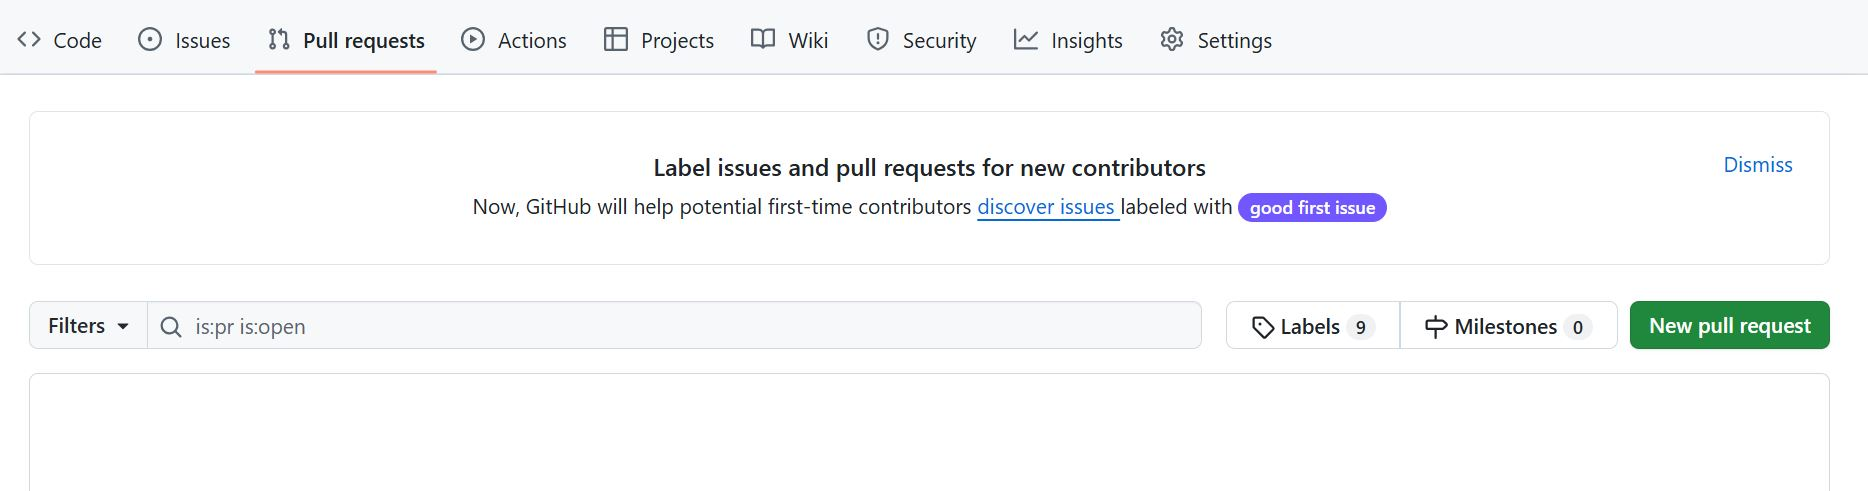 Code Issues Pull requests Actions Projects Wiki Security Insights Settings
Label issues and pull requests for new contributors
Dismiss
Now, GitHub will help potential first-time contributors discover issues labeled with good first issue
Filters is:pr is:open Labels 9 Milestones 0 New pull request